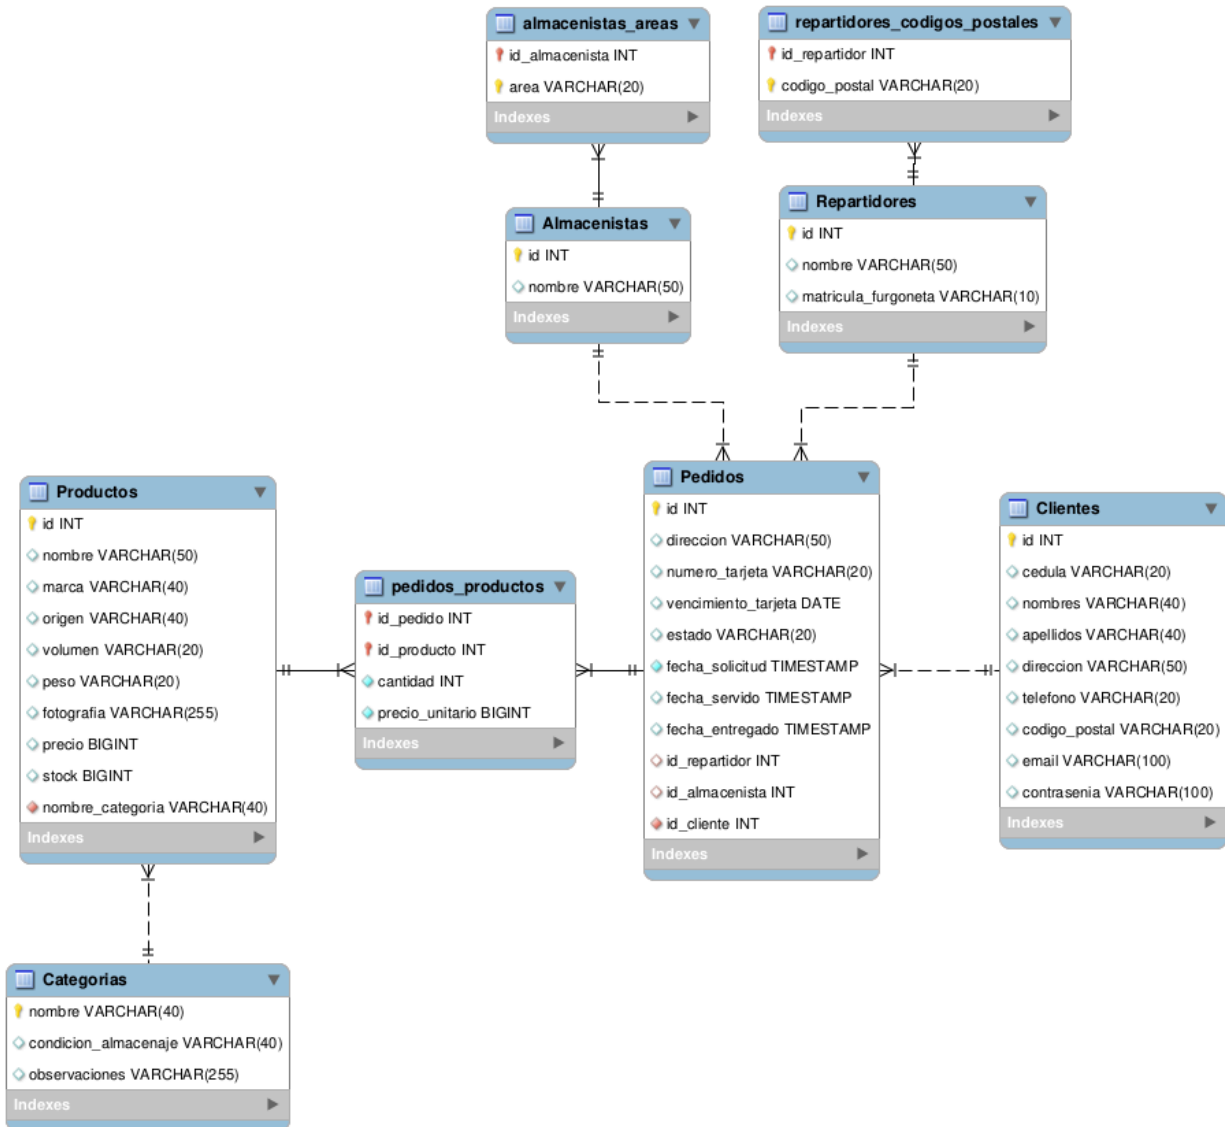 almacenistas_areas
id_almacenista INT
área VARCHAR(20)
Indexes
repartidores_codigos_postales
id_repartidor INT
codigo_postal VARCHAR(20)
Indexes
Almacenistas
id INT
nombre VARCHAR(50)
Indexes
Repartidores
id INT
nombre VARCHAR(50)
matricula_furgoneta VARCHAR(10)
Indexes
Productos
id INT
nombre VARCHAR(50)
marca VARCHAR(40)
origen VARCHAR(40)
volumen VARCHAR(20)
peso VARCHAR(20)
fotografia VARCHAR(255)
precio BIGINT
stock BIGINT
nombre_categoria VARCHAR(40)
Indexes
pedidos_productos
id_pedido INT
id_producto INT
cantidad INT
precio_unitario BIGINT
Indexes
Pedidos
id INT
direccion VARCHAR(50)
numero_tarjeta VARCHAR(20)
vencimiento_tarjeta DATE
estado VARCHAR(20)
fecha_solicitud TIMESTAMP
fecha_servido TIMESTAMP
fecha_entregado TIMESTAMP
id_repartidor INT
id_almacenista INT
id_cliente INT
Indexes
Clientes
id INT
cedula VARCHAR(20)
nombres VARCHAR(40)
apellidos VARCHAR(40)
direccion VARCHAR(50)
telefono VARCHAR(20)
codigo_postal VARCHAR(20)
email VARCHAR(100)
contrasenia VARCHAR(100)
Indexes
Categorias
nombre VARCHAR(40)
condicion_almacenaje VARCHAR(40)
observaciones VARCHAR(255)
Indexes